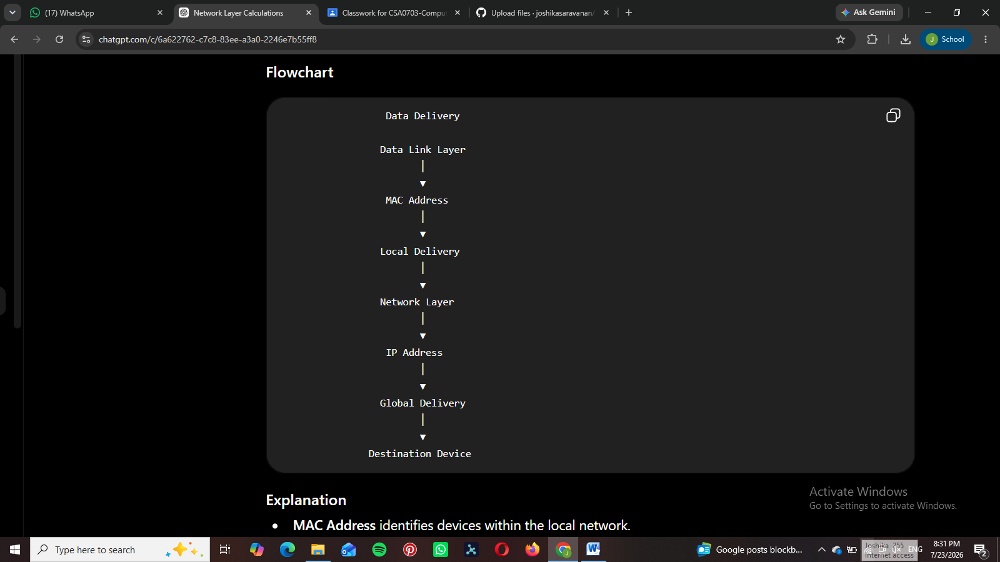 (17) WhatsApp
Network Layer Calculations
Classwork for CSA0703-Compu
Upload files · joshikasaravanan/
Ask Gemini
chatgpt.com/c/6a622762-c7c8-83ee-a3a0-2246e7b55ff8
J School
Flowchart
Data Delivery
Data Link Layer
MAC Address
Local Delivery
Network Layer
IP Address
Global Delivery
Destination Device
Explanation
• MAC Address identifies devices within the local network.
Activate Windows
Go to Settings to activate Windows.
Type here to search
Google posts blockb...
Joshika 255
Internet access
ENG
8:31 PM
7/23/2026
2